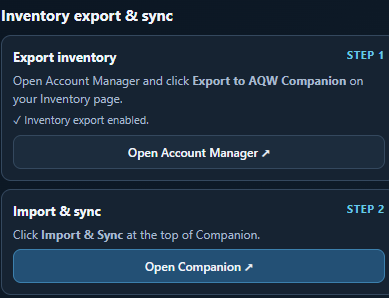 Inventory export & sync
Export inventory
STEP 1
Open Account Manager and click Export to AQW Companion on
your Inventory page.
✓ Inventory export enabled.
Open Account Manager ↗
Import & sync
STEP 2
Click Import & Sync at the top of Companion.
Open Companion ↗